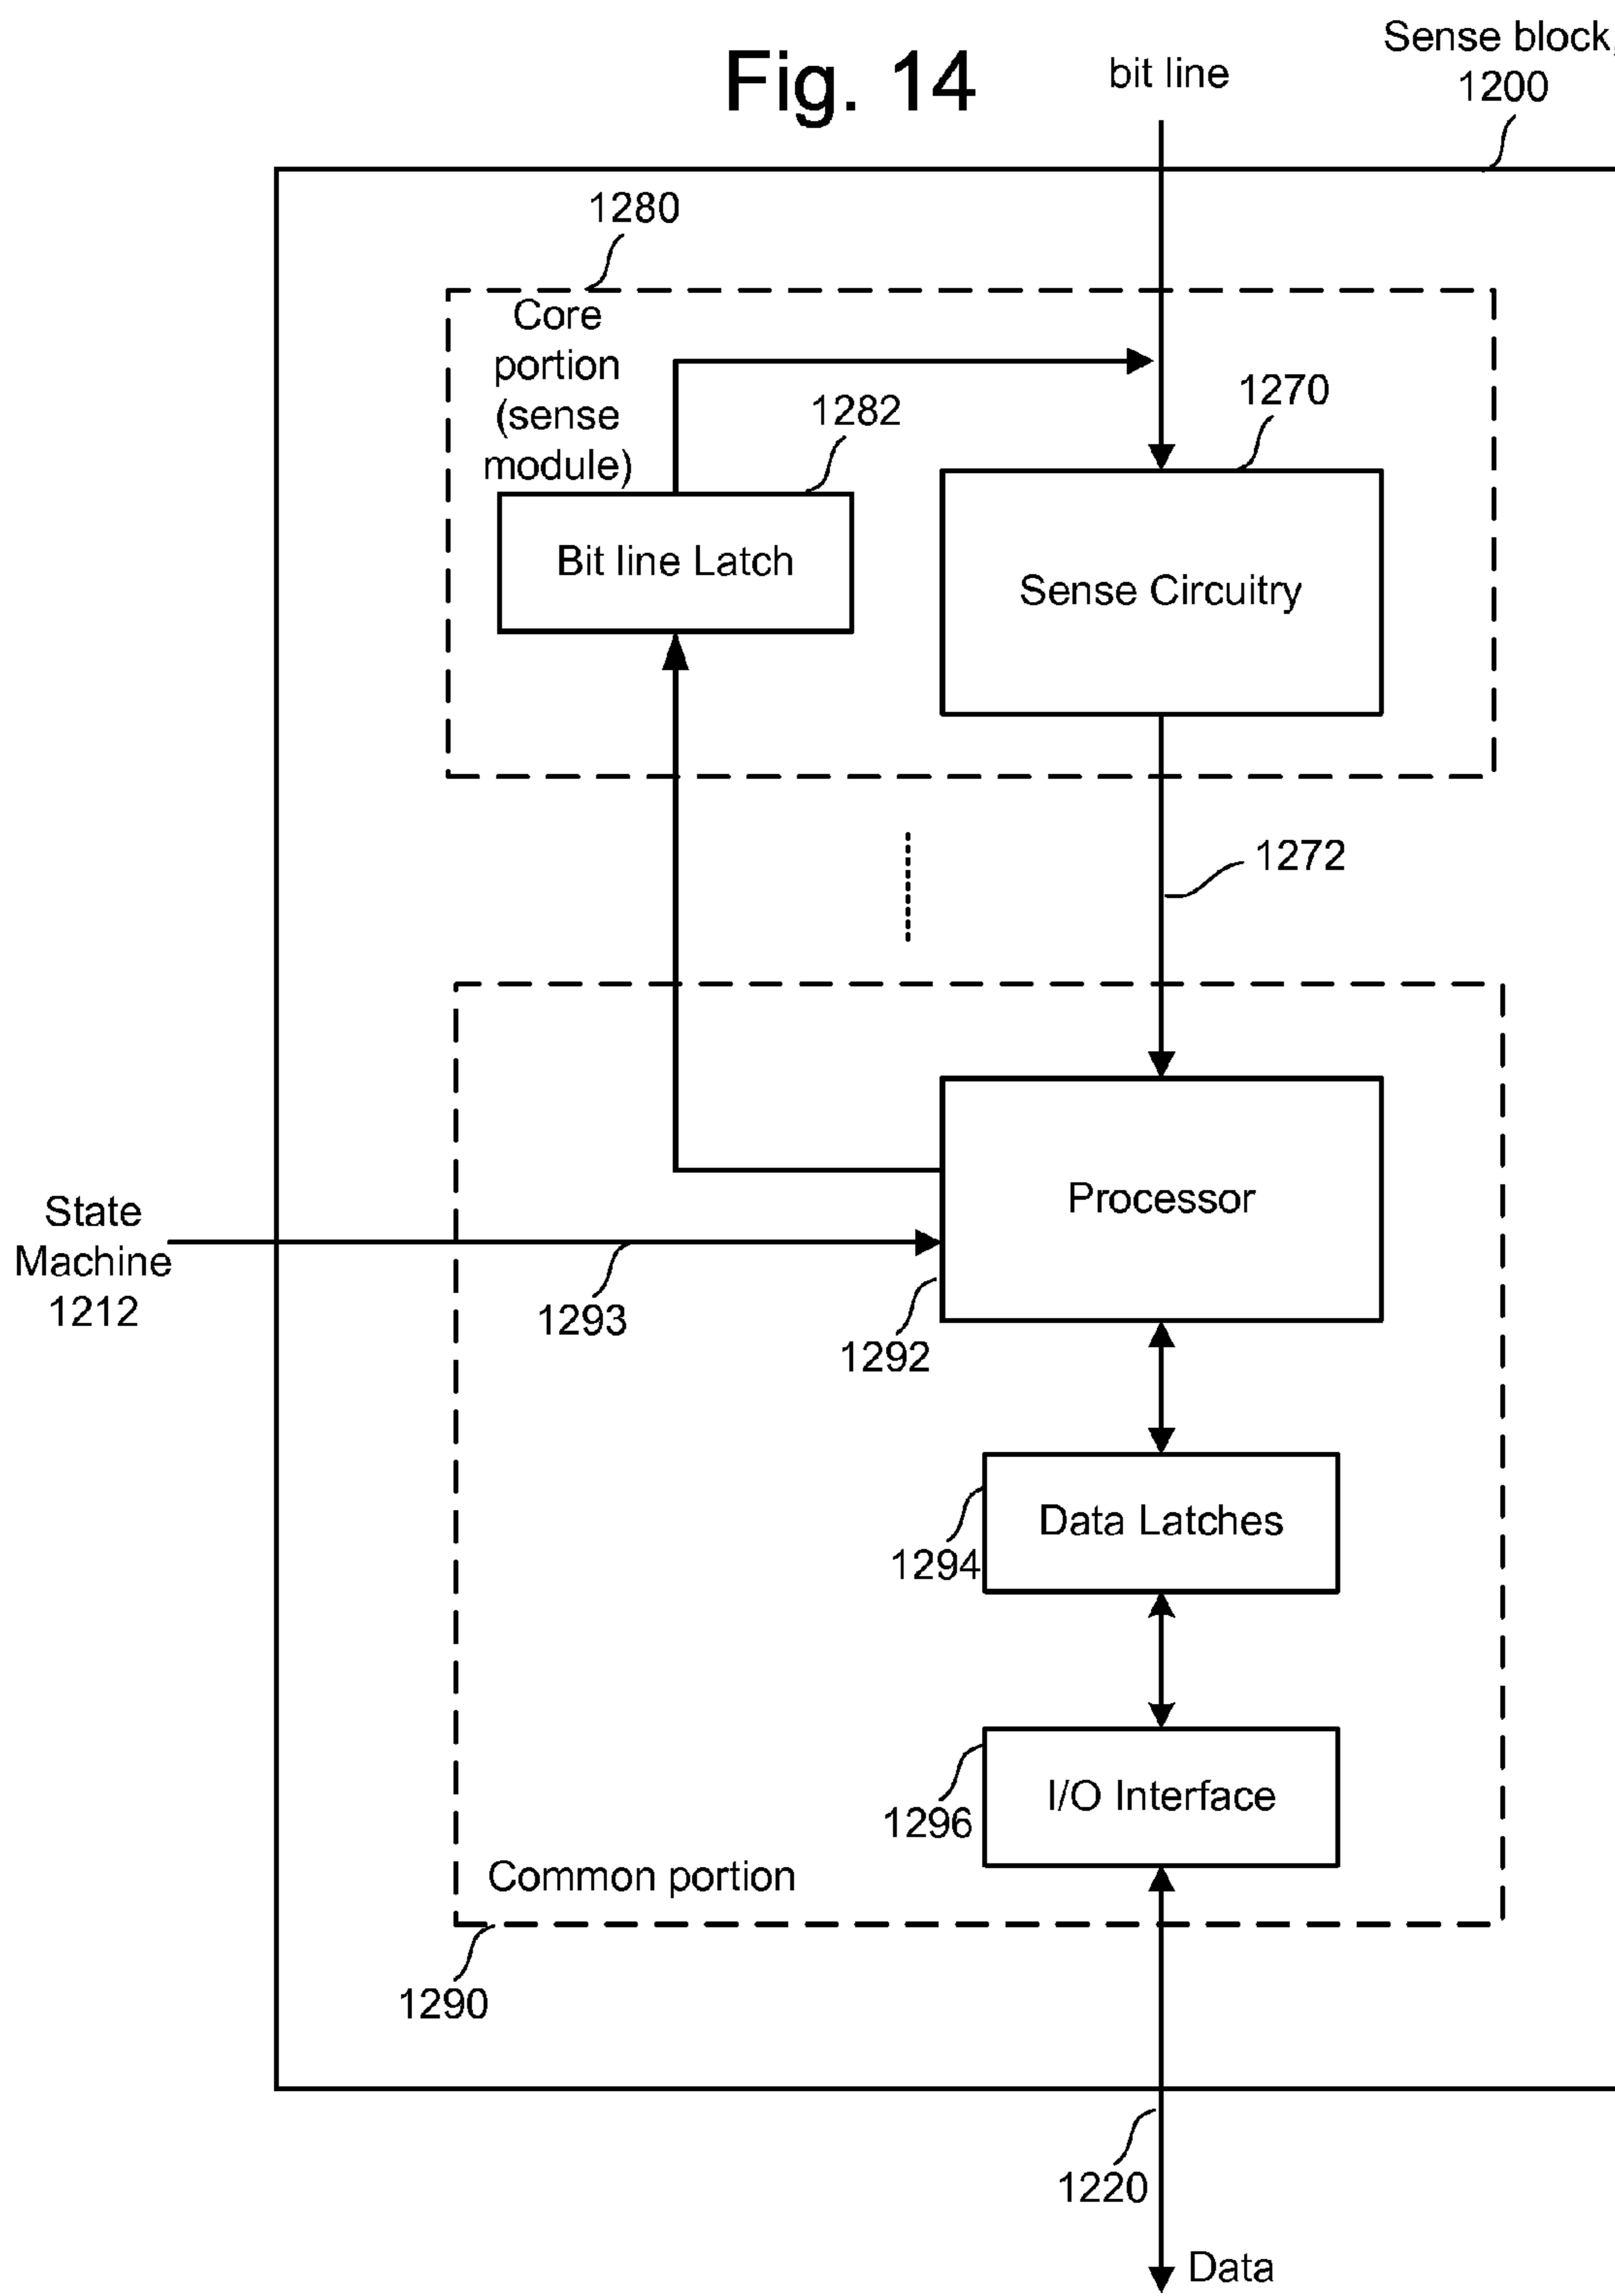 Fig. 14
bit line
Sense block,
1200
1280
Core
portion
(sense
module)
1282
1270
Bit line Latch
Sense Circuitry
1272
Processor
State
Machine
1212
1293
1292
Data Latches
1294
I/O Interface
1296
Common portion
1290
1220
Data